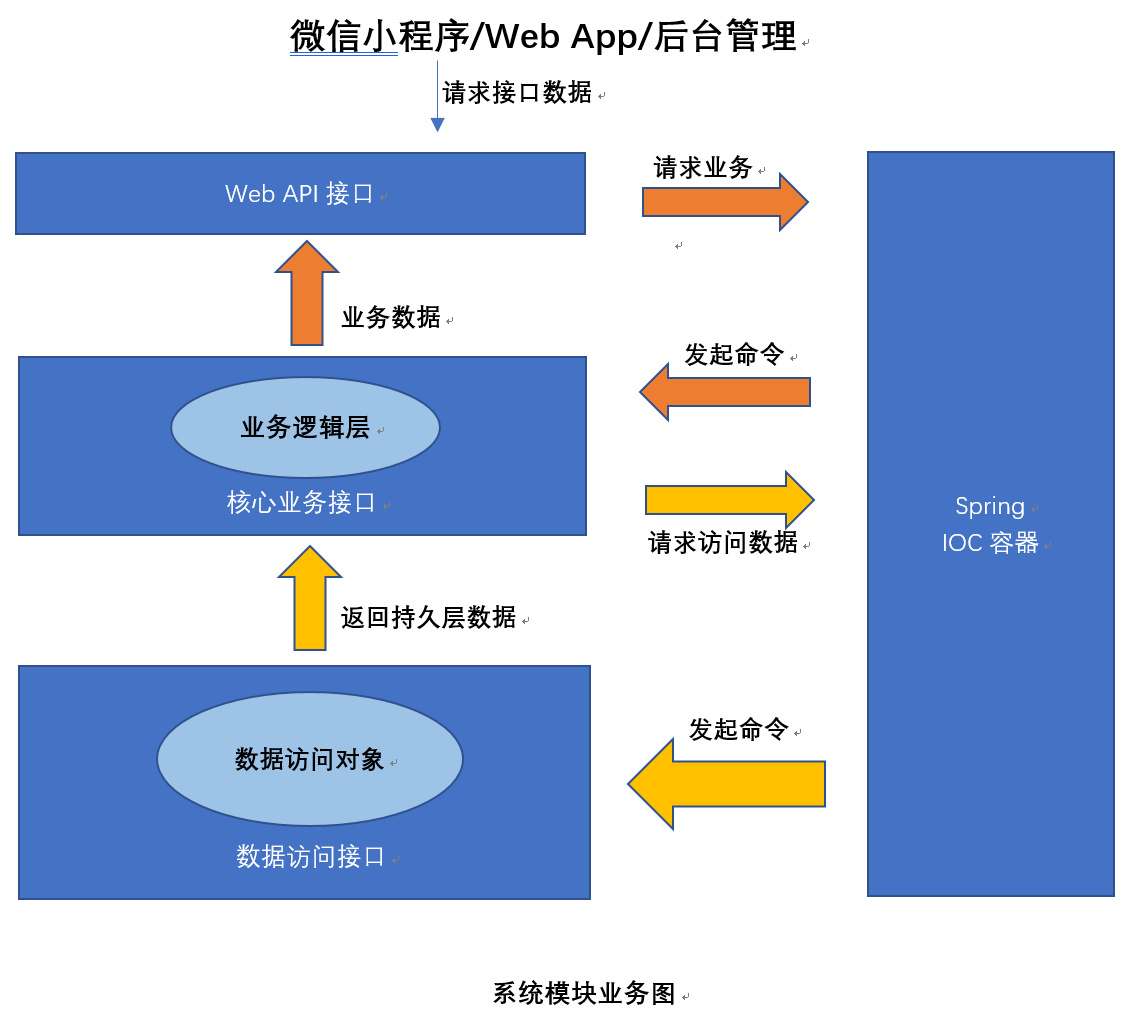 微信小程序/Web App/后台管理
请求接口数据
Web API 接口
请求业务
业务数据
发起命令
业务逻辑层
核心业务接口
请求访问数据
Spring
IOC 容器
返回持久层数据
发起命令
数据访问对象
数据访问接口
系统模块业务图